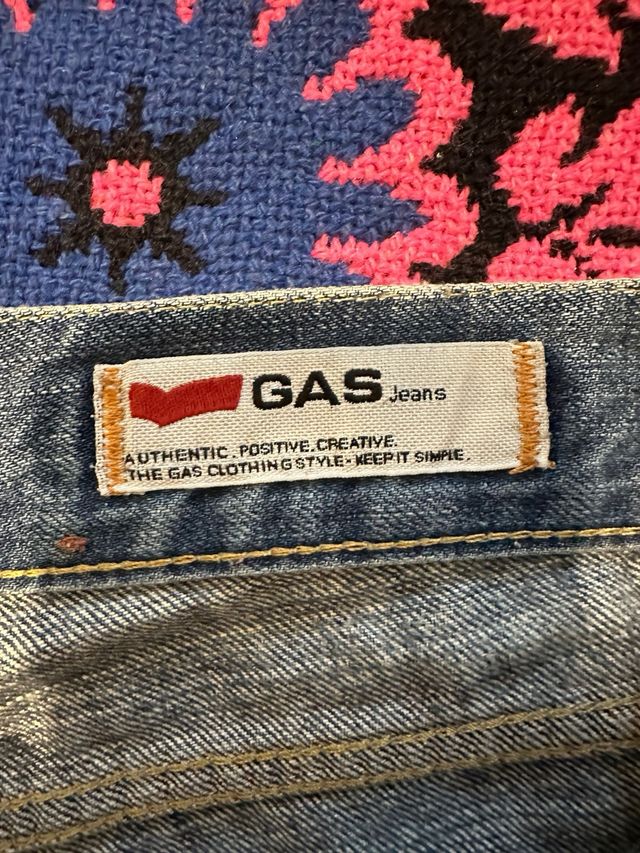 GAS Jeans
AUTHENTIC. POSITIVE. CREATIVE.
THE GAS CLOTHING STYLE - KEEP IT SIMPLE.